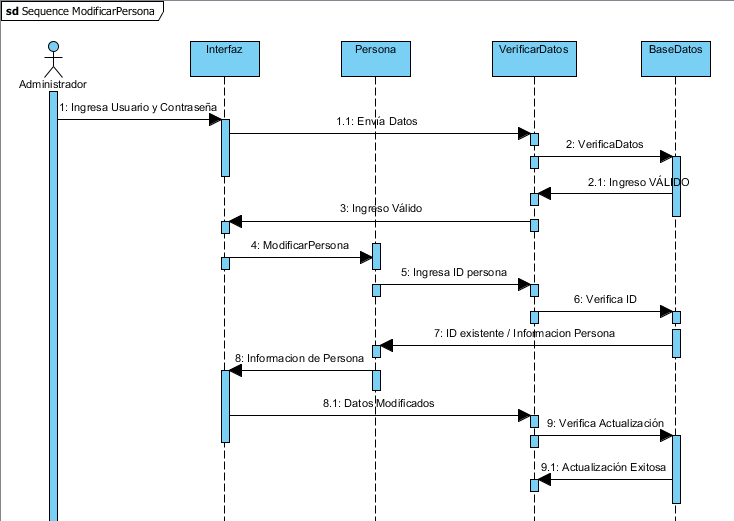 sd Sequence ModificarPersona
Administrador
Interfaz
Persona
VerificarDatos
BaseDatos
1: Ingresa Usuario y Contraseña
1.1: Envía Datos
2: VerificaDatos
2.1: Ingreso VÁLIDO
3: Ingreso Válido
4: ModificarPersona
5: Ingresa ID persona
6: Verifica ID
7: ID existente / Informacion Persona
8: Informacion de Persona
8.1: Datos Modificados
9: Verifica Actualización
9.1: Actualización Exitosa